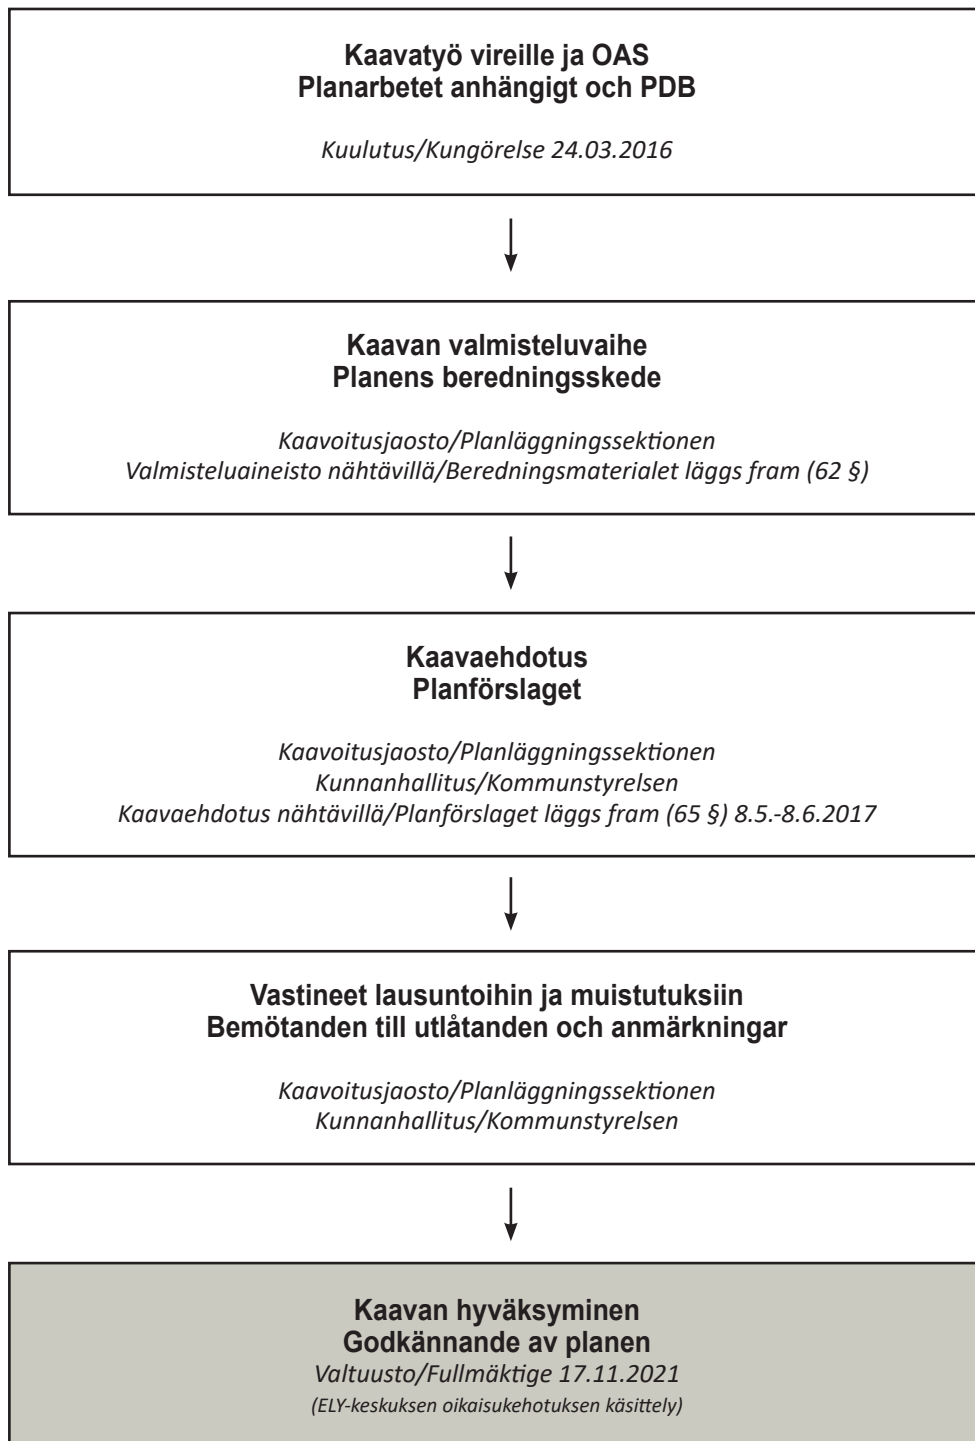 Kaavatyö vireille ja OAS
Planarbetet anhängigt och PDB
Kuulutus/Kungörelse 24.03.2016
Kaavan valmisteluvaihe
Planens beredningsskede
Kaavoitusjaosto/Planläggningssektionen
Valmisteluaineisto nähtävillä/Beredningsmaterialet läggs fram (62 §)
Kaavaehdotus
Planförslaget
Kaavoitusjaosto/Planläggningssektionen
Kunnanhallitus/Kommunstyrelsen
Kaavaehdotus nähtävillä/Planförslaget läggs fram (65 §) 8.5.-8.6.2017
Vastineet lausuntoihin ja muistutuksiin
Bemötanden till utlåtanden och anmärkningar
Kaavoitusjaosto/Planläggningssektionen
Kunnanhallitus/Kommunstyrelsen
Kaavan hyväksyminen
Godkännande av planen
Valtuusto/Fullmäktige 17.11.2021
(ELY-keskuksen oikaisukehotuksen käsittely)